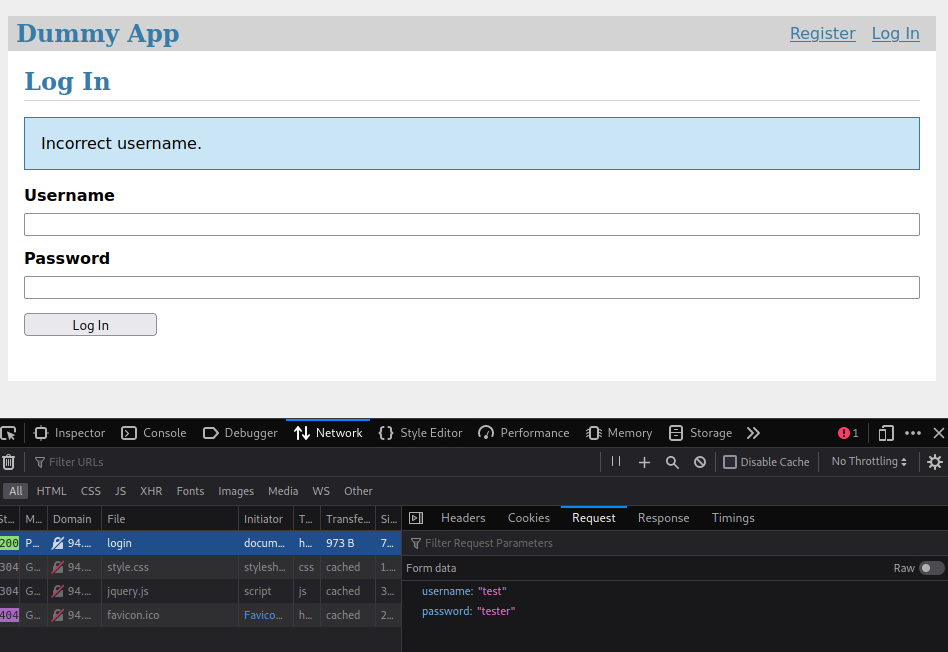 Dummy App Register Log In
Log In
Incorrect username.
Username
Password
Log In
Inspector Console Debugger Network Style Editor Performance Memory Storage 1
Filter URLs Disable Cache No Throttling
All HTML CSS JS XHR Fonts Images Media WS Other
St... M... Domain File Initiator T... Transfe... Si...
Headers Cookies Request Response Timings
200 P... 94.... login docum... h... 973 B 7...
Filter Request Parameters
304 G... 94.... style.css stylesh... css cached 1....
Form data Raw
304 G... 94.... jquery.js script js cached 3...
username: "test"
404 G... 94.... favicon.ico Favico... h... cached 2...
password: "tester"